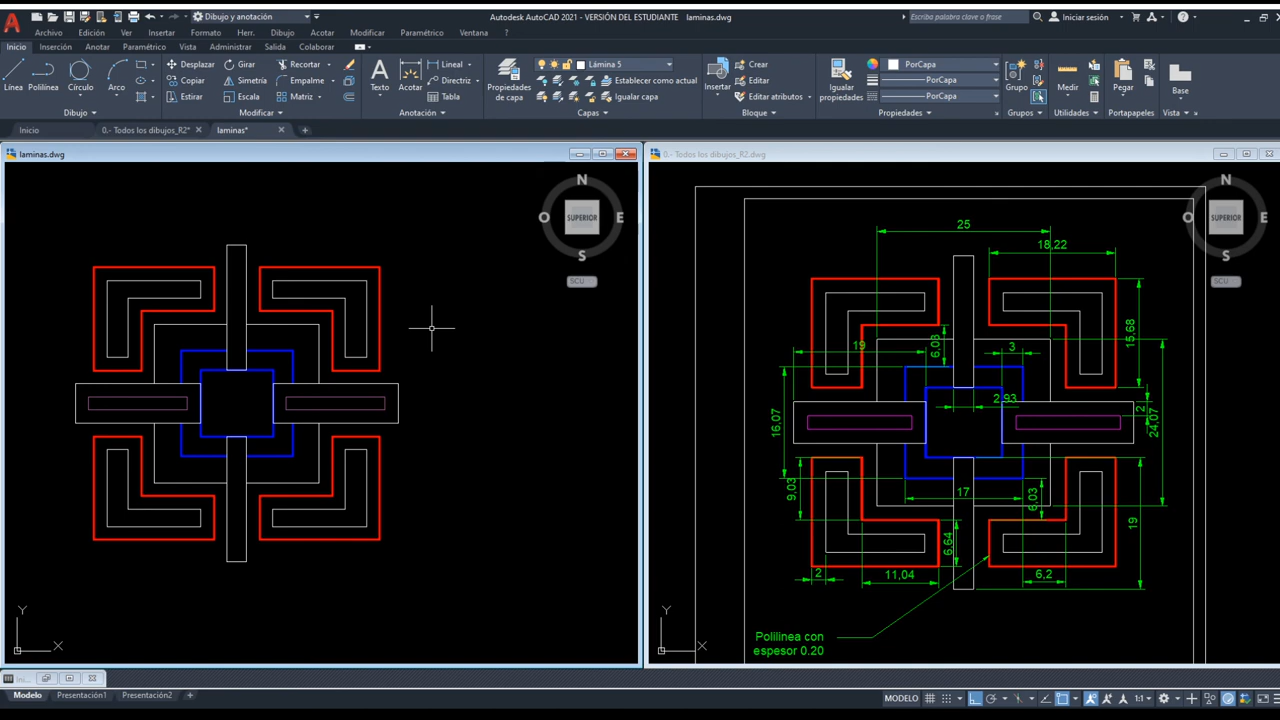 Dibujo y anotación
Autodesk AutoCAD 2021 - VERSIÓN DEL ESTUDIANTE laminas.dwg
Escriba palabra clave o frase
Iniciar sesión
Archivo Edición Ver Insertar Formato Herr. Dibujo Acotar Modificar Paramétrico Ventana ?
Inicio Inserción Anotar Paramétrico Vista Administrar Salida Colaborar
Línea Polilínea Círculo Arco
Desplazar Girar Recortar
Copiar Simetría Empalme
Estirar Escala Matriz
Texto Acotar
Lineal
Directriz
Tabla
Propiedades de capa
Lámina 5
Establecer como actual
Igualar capa
Insertar
Crear
Editar
Editar atributos
Igualar propiedades
PorCapa
PorCapa
PorCapa
Grupo
Medir
Pegar
Base
Dibujo Modificar Anotación Capas Bloque Propiedades Grupos Utilidades Portapapeles Vista
Inicio 0.- Todos los dibujos_R2* laminas*
laminas.dwg
N
O SUPERIOR E
S
SCU
Y
X
0.- Todos los dibujos_R2.dwg
N
O SUPERIOR E
S
SCU
25
18,22
15,68
19
6,03
3
2,93
2
16,07
24,07
9,03
17
6,03
19
6,64
2
11,04
6,2
Polilinea con
espesor 0.20
Y
X
Ini...
Modelo Presentación1 Presentación2 +
MODELO
1:1